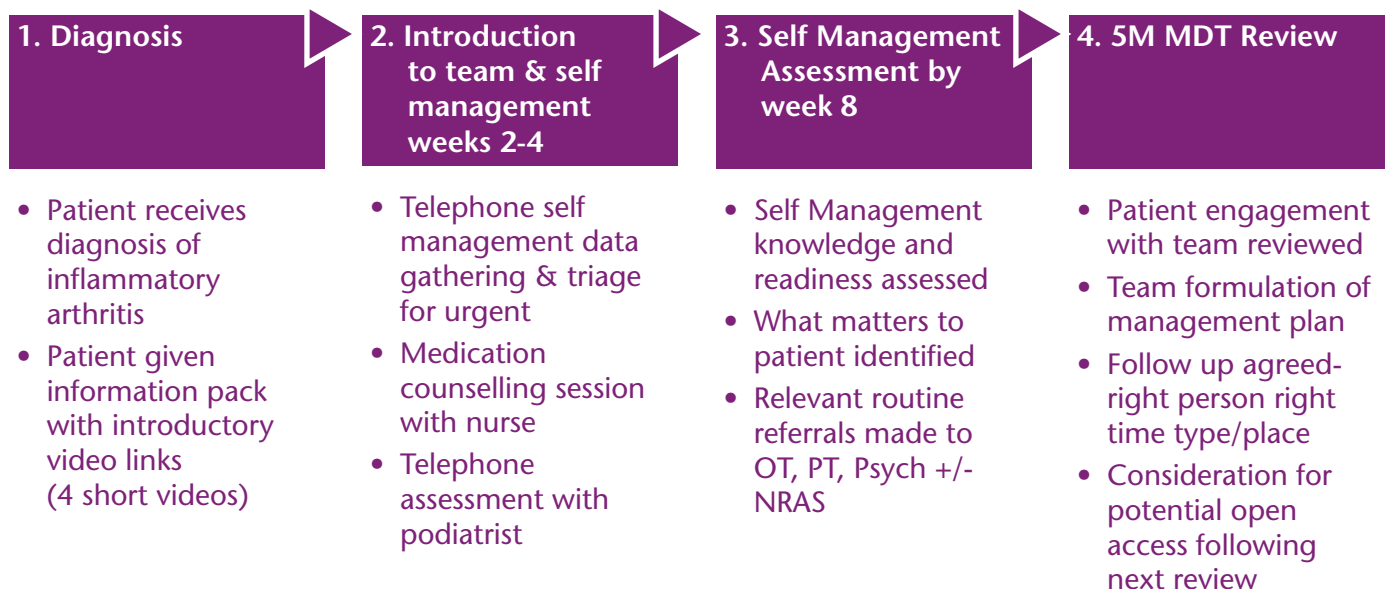 1. Diagnosis
2. Introduction
to team & self
management
weeks 2-4
3. Self Management
Assessment by
week 8
4. 5M MDT Review
• Patient receives
diagnosis of
inflammatory
arthritis
• Patient given
information pack
with introductory
video links
(4 short videos)
• Telephone self
management data
gathering & triage
for urgent
• Medication
counselling session
with nurse
• Telephone
assessment with
podiatrist
• Self Management
knowledge and
readiness assessed
• What matters to
patient identified
• Relevant routine
referrals made to
OT, PT, Psych +/-
NRAS
• Patient engagement
with team reviewed
• Team formulation of
management plan
• Follow up agreed-
right person right
time type/place
• Consideration for
potential open
access following
next review